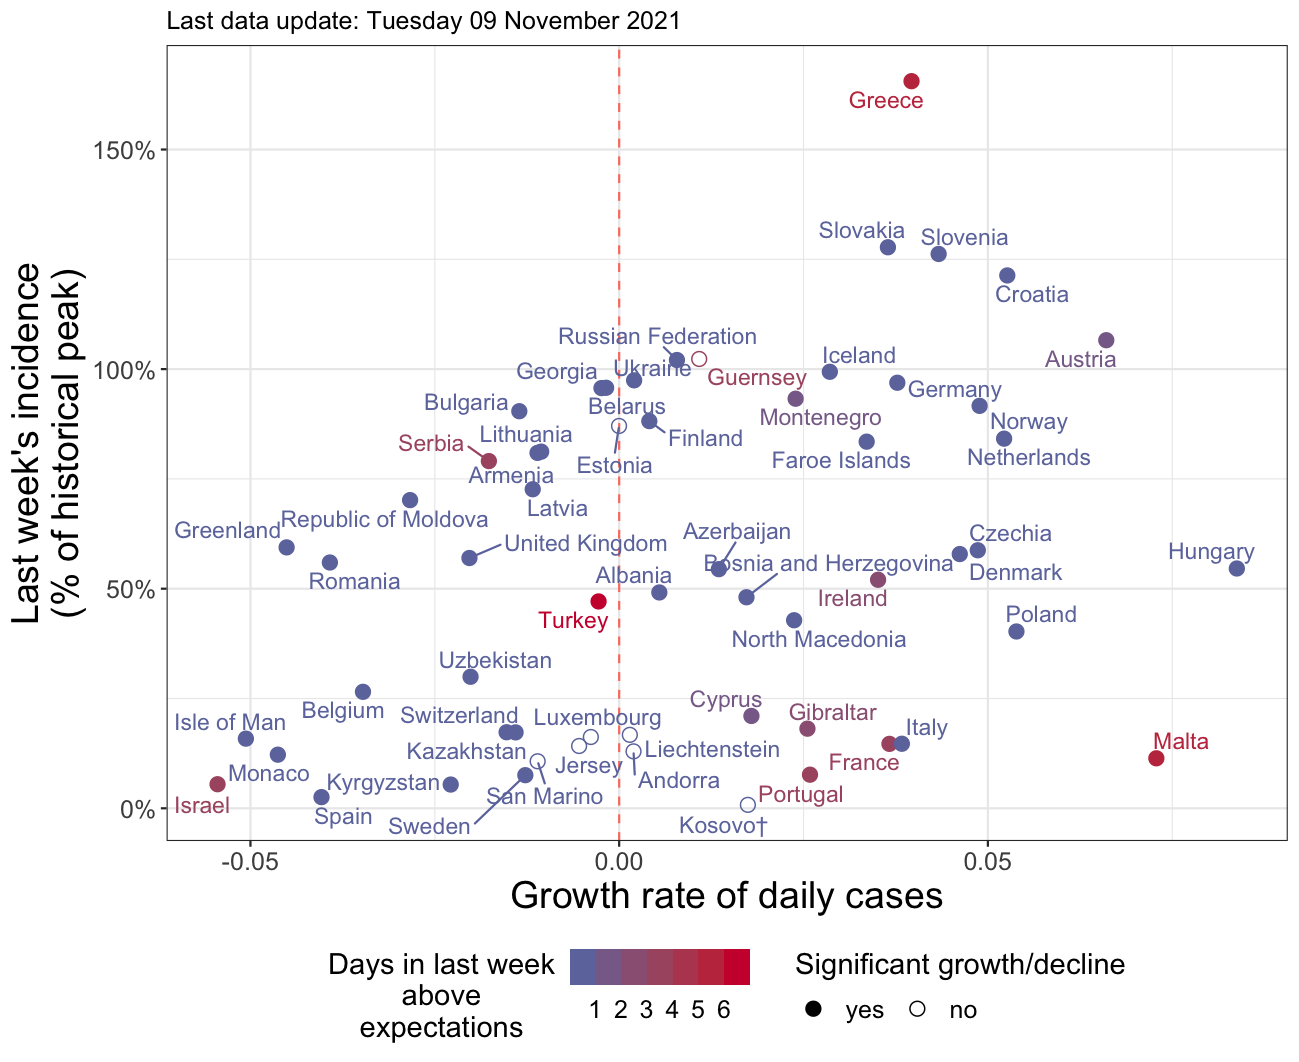 Last data update: Tuesday 09 November 2021
Last week's incidence
(% of historical peak)
150%
100%
50%
0%
Greece
Slovakia
Slovenia
Croatia
Russian Federation
Austria
Iceland
Georgia
Ukraine
Guernsey
Germany
Bulgaria
Belarus
Montenegro
Norway
Lithuania
Finland
Serbia
Netherlands
Estonia
Faroe Islands
Armenia
Latvia
Republic of Moldova
Greenland
Azerbaijan
Czechia
United Kingdom
Hungary
Bosnia and Herzegovina
Denmark
Albania
Romania
Ireland
Poland
Turkey
North Macedonia
Uzbekistan
Cyprus
Belgium
Gibraltar
Switzerland
Luxembourg
Isle of Man
Italy
Malta
Kazakhstan
Liechtenstein
Jersey
France
Monaco
Kyrgyzstan
Andorra
San Marino
Portugal
Israel
Spain
Sweden
Kosovo†
-0.05
0.00
0.05
Growth rate of daily cases
Days in last week
above
expectations
1 2 3 4 5 6
Significant growth/decline
yes
no